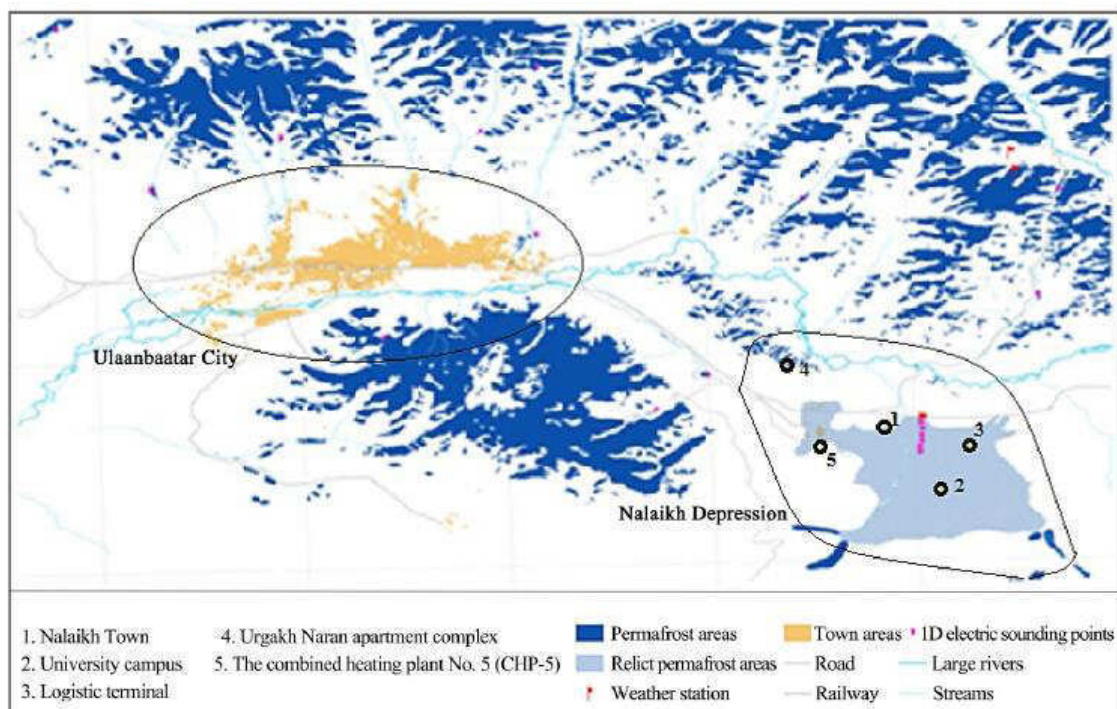 Ulaanbaatar City
4
1
3
5
2
Nalaikh Depression
1. Nalaikh Town
2. University campus
3. Logistic terminal
4. Urgakh Naran apartment complex
5. The combined heating plant No. 5 (CHP-5)
Permafrost areas
Relict permafrost areas
Weather station
Town areas
Road
Railway
1D electric sounding points
Large rivers
Streams